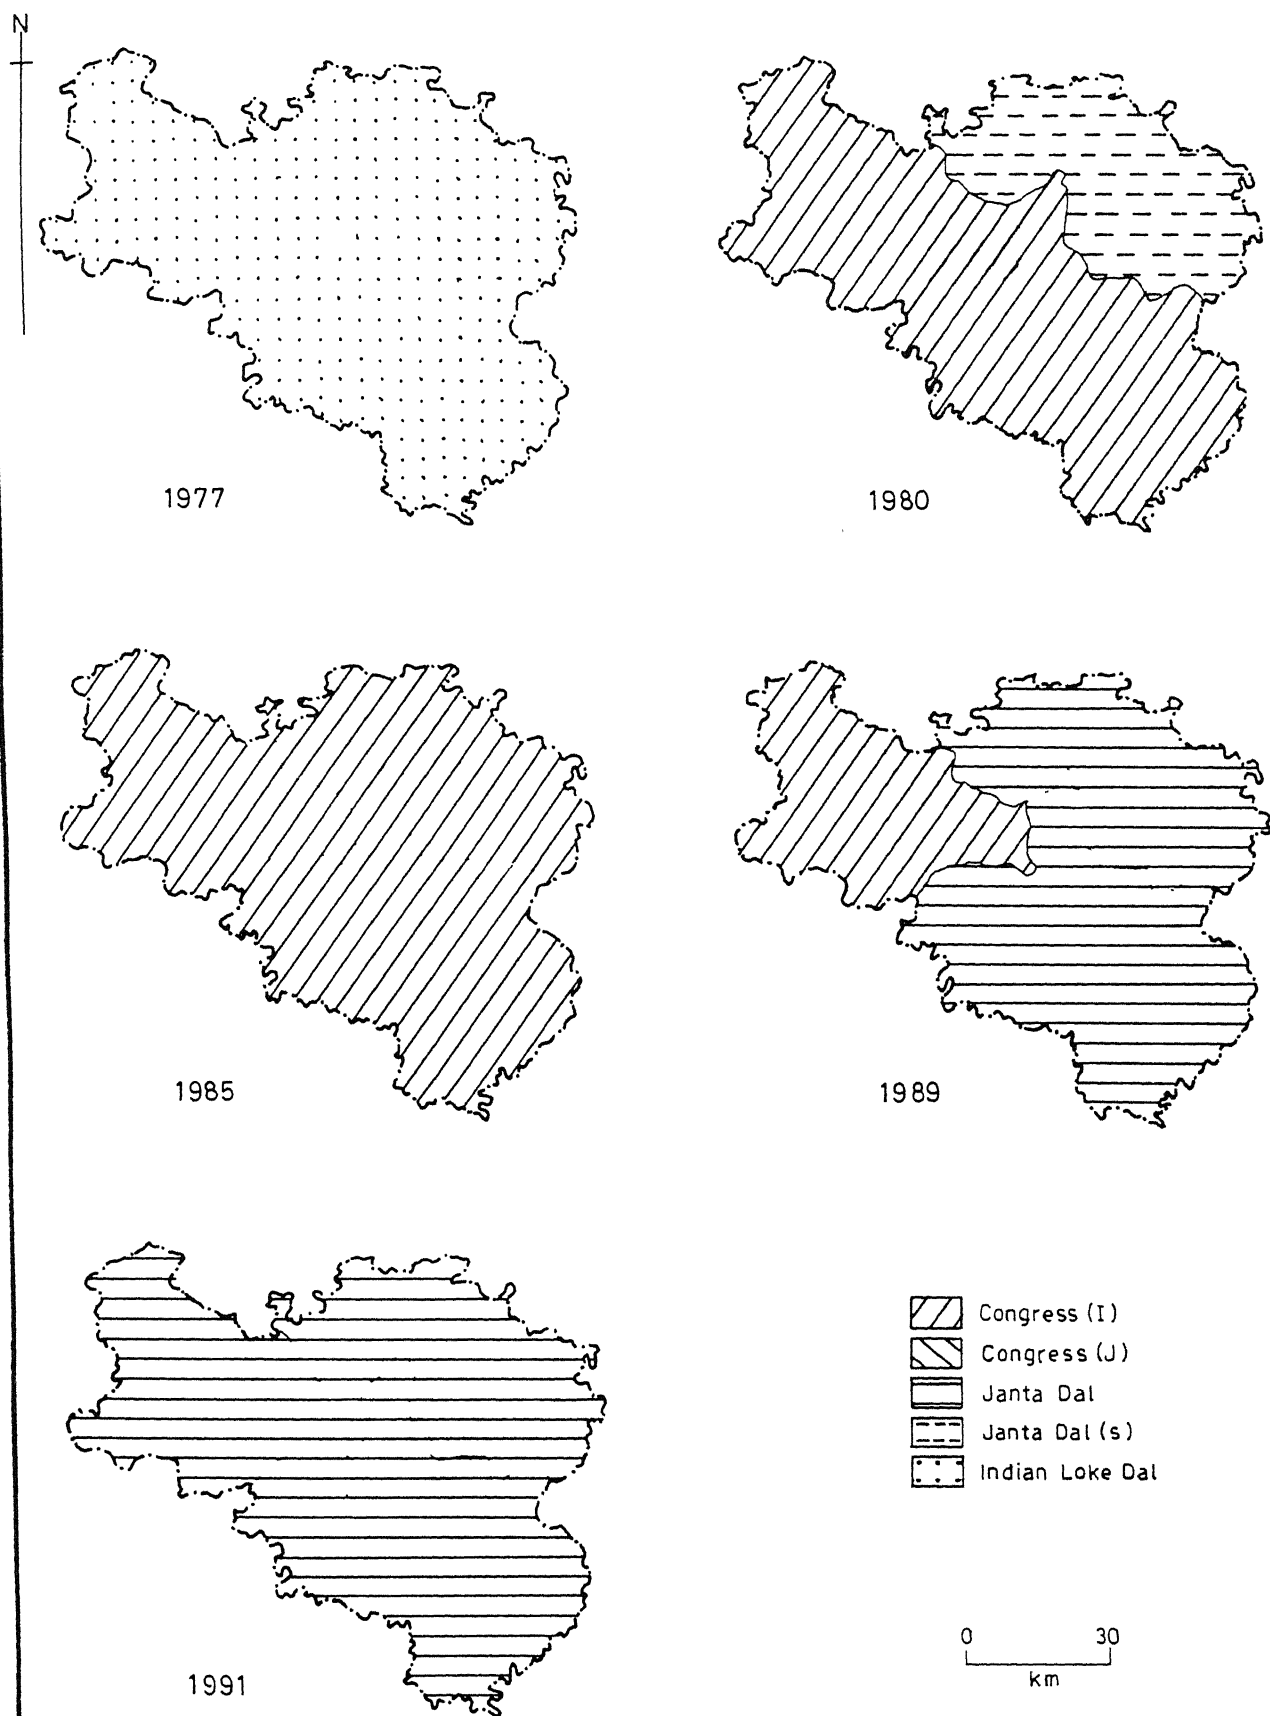 N
1977
1980
1985
1989
1991
Congress (I)
Congress (J)
Janta Dal
Janta Dal (s)
Indian Loke Dal
0 30
km